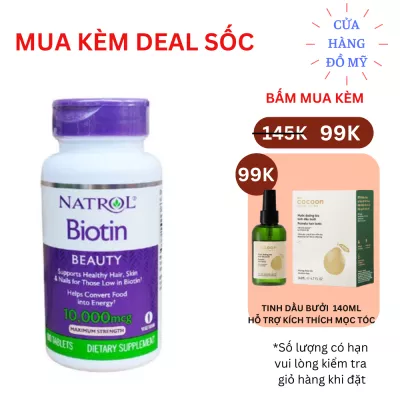 MUA KÈM DEAL SỐC
CỬA
HÀNG
ĐỒ MỸ
BẤM MUA KÈM
145K 99K
99K
NATROL
Biotin
BEAUTY
Supports Healthy Hair, Skin
& Nails for Those Low in Biotin
Helps Convert Food
into Energy
10,000mcg
MAXIMUM STRENGTH
TABLETS DIETARY SUPPLEMENT
cocoon
TINH DẦU BƯỞI 140ML
HỖ TRỢ KÍCH THÍCH MỌC TÓC
*Số lượng có hạn
vui lòng kiểm tra
giỏ hàng khi đặt